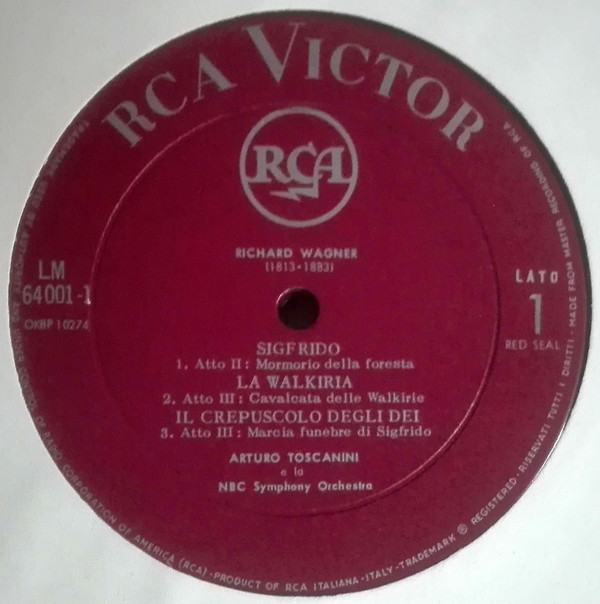 RCA VICTOR
RCA
RICHARD WAGNER
(1813-1883)
LM
64001-1
OKBP 10274
LATO
1
RED SEAL
SIGFRIDO
1. Atto II: Mormorio della foresta
LA WALKIRIA
2. Atto III: Cavalcata delle Walkirie
IL CREPUSCOLO DEGLI DEI
3. Atto III: Marcia funebre di Sigfrido
ARTURO TOSCANINI
e la
NBC Symphony Orchestra
OF RADIO CORPORATION OF AMERICA (RCA)-PRODUCT OF RCA ITALIANA-ITALY-TRADEMARK ® REGISTERED-RISERVATI TUTTI I DIRITTI - MADE FROM MASTER RECORDING OF RCA